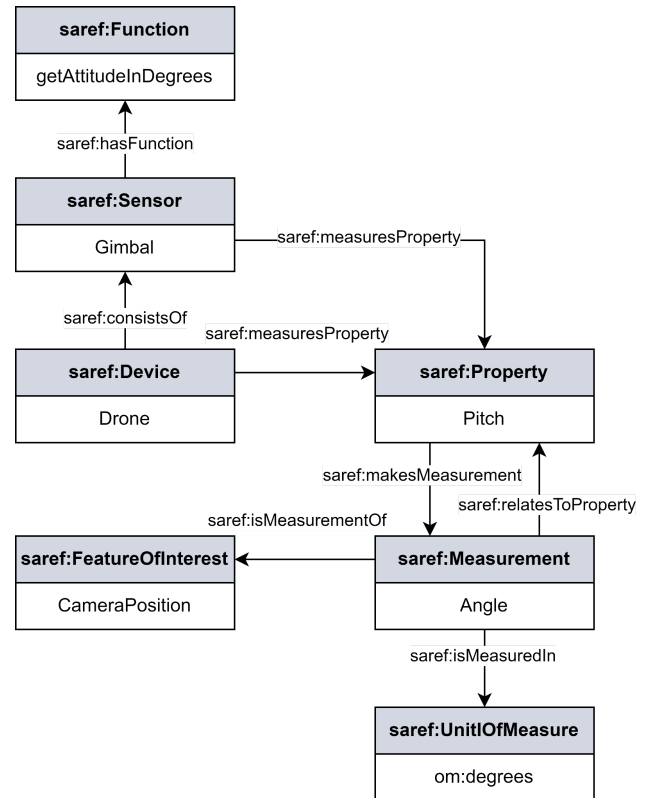 saref:Function
getAttitudeInDegrees
saref:hasFunction
saref:Sensor
Gimbal
saref:measuresProperty
saref:consistsOf
saref:measuresProperty
saref:Device
Drone
saref:Property
Pitch
saref:makesMeasurement
saref:relatesToProperty
saref:isMeasurementOf
saref:FeatureOfInterest
CameraPosition
saref:Measurement
Angle
saref:isMeasuredIn
saref:UnitlOfMeasure
om:degrees